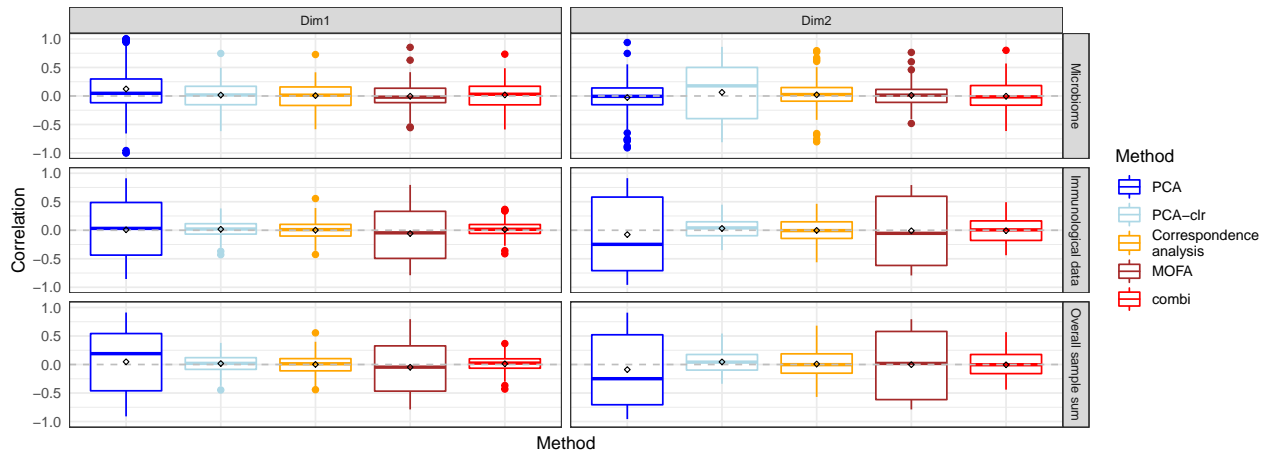 Dim1
Dim2
Correlation
1.0
0.5
0.0
−0.5
−1.0
Microbiome
1.0
0.5
0.0
−0.5
−1.0
Immunological data
1.0
0.5
0.0
−0.5
−1.0
Overall sample sum
Method
Method
PCA
PCA−clr
Correspondence
analysis
MOFA
combi